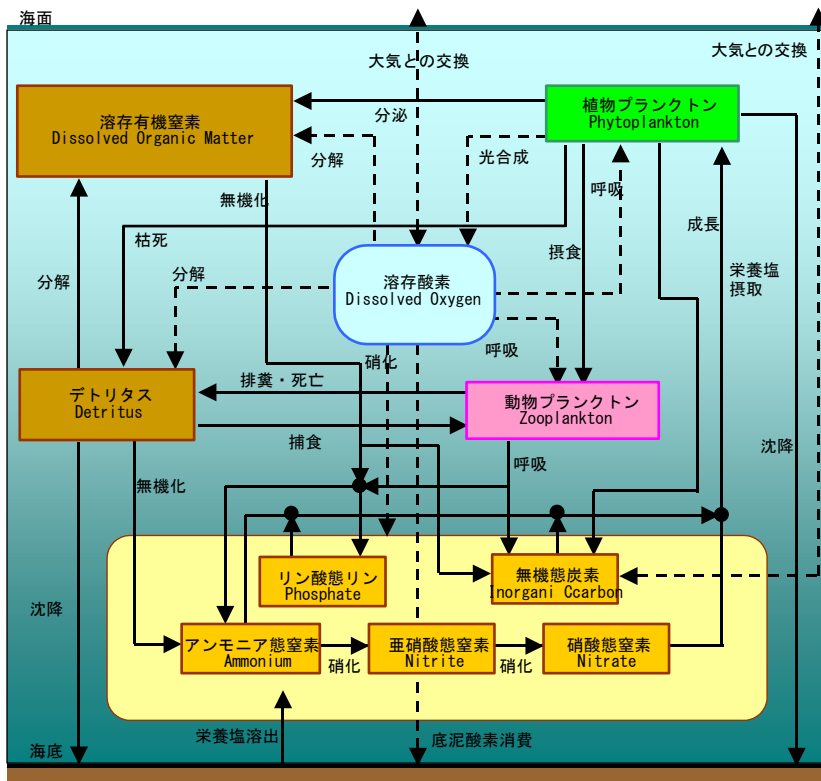 海面
大気との交換
大気との交換
溶存有機窒素
Dissolved Organic Matter
分泌
植物プランクトン
Phytoplankton
分解
光合成
無機化
呼吸
成長
枯死
摂食
分解
分解
溶存酸素
Dissolved Oxygen
栄養塩
摂取
硝化
呼吸
デトリタス
Detritus
排糞・死亡
動物プランクトン
Zooplankton
捕食
沈降
呼吸
無機化
リン酸態リン
Phosphate
無機態炭素
Inorgani Ccarbon
沈降
アンモニア態窒素
Ammonium
硝化
亜硝酸態窒素
Nitrite
硝化
硝酸態窒素
Nitrate
栄養塩溶出
底泥酸素消費
海底